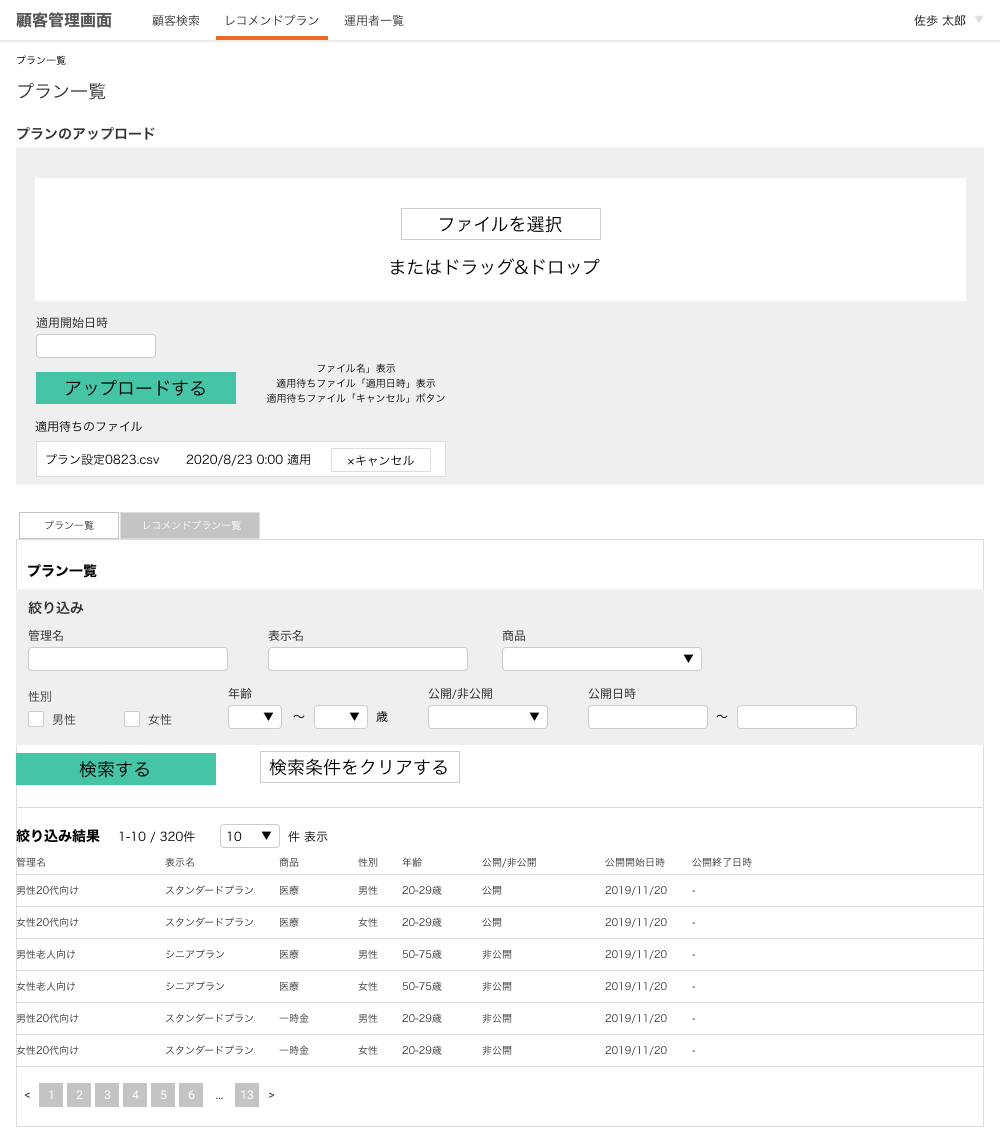 顧客管理画面 顧客検索 レコメンドプラン 運用者一覧 佐歩 太郎 ▼
プラン一覧
プラン一覧
プランのアップロード
ファイルを選択
またはドラッグ&ドロップ
適用開始日時
アップロードする
ファイル名」表示
適用待ちファイル「適用日時」表示
適用待ちファイル「キャンセル」ボタン
適用待ちのファイル
プラン設定0823.csv 2020/8/23 0:00 適用 ×キャンセル
プラン一覧 レコメンドプラン一覧
プラン一覧
絞り込み
管理名 表示名 商品
▼
性別 年齢 公開/非公開 公開日時
男性 女性 ▼ 〜 ▼ 歳 ▼ 〜
検索する 検索条件をクリアする
絞り込み結果 1-10 / 320件 10 ▼ 件 表示
管理名 表示名 商品 性別 年齢 公開/非公開 公開開始日時 公開終了日時
男性20代向け スタンダードプラン 医療 男性 20-29歳 公開 2019/11/20 -
女性20代向け スタンダードプラン 医療 女性 20-29歳 公開 2019/11/20 -
男性老人向け シニアプラン 医療 男性 50-75歳 非公開 2019/11/20 -
女性老人向け シニアプラン 医療 女性 50-75歳 非公開 2019/11/20 -
男性20代向け スタンダードプラン 一時金 男性 20-29歳 非公開 2019/11/20 -
女性20代向け スタンダードプラン 一時金 女性 20-29歳 非公開 2019/11/20 -
< 1 2 3 4 5 6 ... 13 >